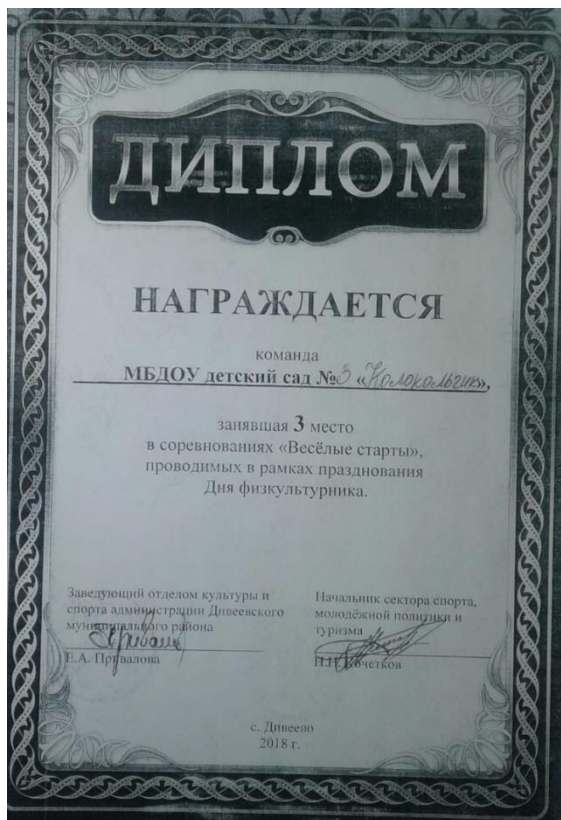 ДИПЛОМ
НАГРАЖДАЕТСЯ
команда
МБДОУ детский сад №3 «Колокольчик»,
занявшая 3 место
в соревнованиях «Весёлые старты»,
проводимых в рамках празднования
Дня физкультурника.
Заведующий отделом культуры и
спорта администрации Дивеевского
муниципального района
Е.А. Привалова
Начальник сектора спорта,
молодёжной политики и
туризма
Кочетков
с. Дивеево
2018 г.